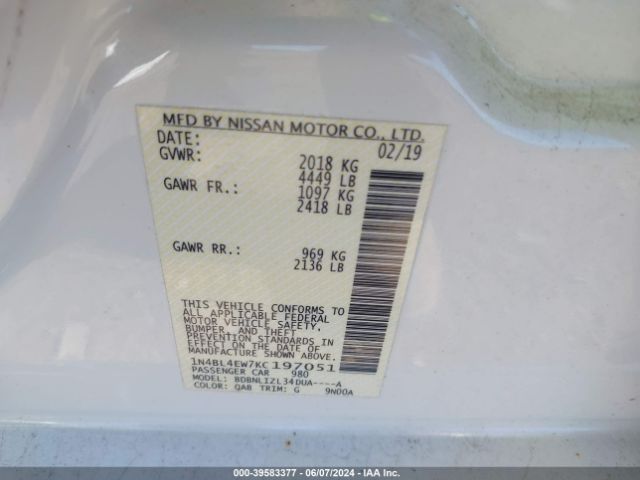 MFD BY NISSAN MOTOR CO., LTD.
DATE: 02/19
GVWR: 2018 KG
4449 LB
GAWR FR.: 1097 KG
2418 LB
GAWR RR.: 969 KG
2136 LB
THIS VEHICLE CONFORMS TO
ALL APPLICABLE FEDERAL
MOTOR VEHICLE SAFETY,
BUMPER, AND THEFT
PREVENTION STANDARDS IN
EFFECT ON THE DATE OF
MANUFACTURE SHOWN ABOVE.
1N4BL4EW7KC197051
PASSENGER CAR 980
MODEL: BDBNLIZL34DUA----A
COLOR: QAB TRIM: G 9N00A
000-39583377 - 06/07/2024 - IAA Inc.